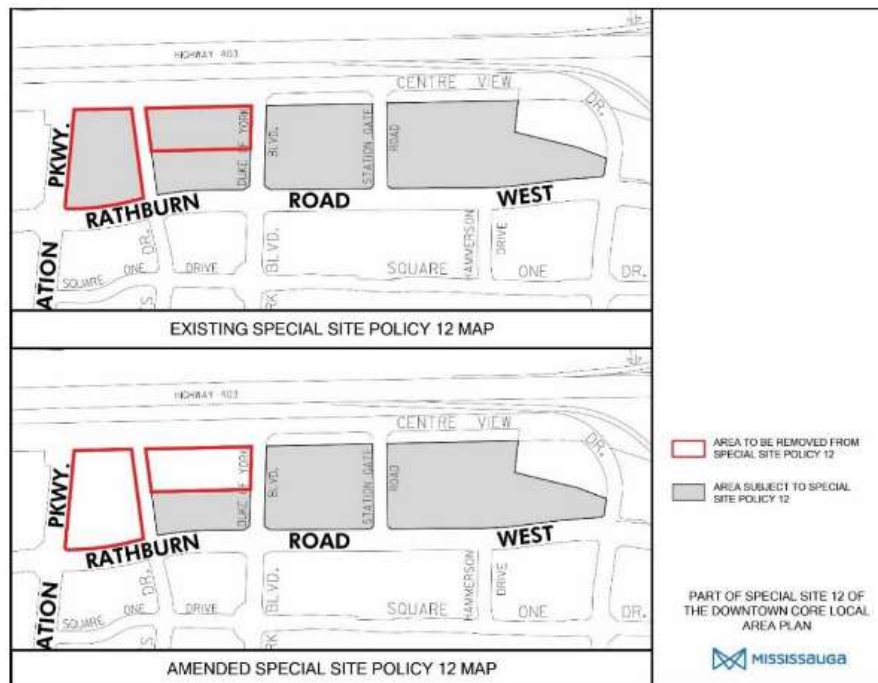 HIGHWAY 403
CENTRE VIEW
DR.
PKWY.
DUKE OF YORK
BLVD.
STATION GATE
ROAD
RATHBURN ROAD WEST
ATION
SQUARE ONE DRIVE
DR.
S.
BLVD.
RK
SQUARE ONE DR.
HAMMERSON
DRIVE
EXISTING SPECIAL SITE POLICY 12 MAP
HIGHWAY 403
CENTRE VIEW
DR.
PKWY.
DUKE OF YORK
BLVD.
STATION GATE
ROAD
RATHBURN ROAD WEST
ATION
SQUARE ONE DRIVE
DR.
S.
BLVD.
RK
SQUARE ONE DR.
HAMMERSON
DRIVE
AMENDED SPECIAL SITE POLICY 12 MAP
AREA TO BE REMOVED FROM
SPECIAL SITE POLICY 12
AREA SUBJECT TO SPECIAL
SITE POLICY 12
PART OF SPECIAL SITE 12 OF
THE DOWNTOWN CORE LOCAL
AREA PLAN
MISSISSAUGA